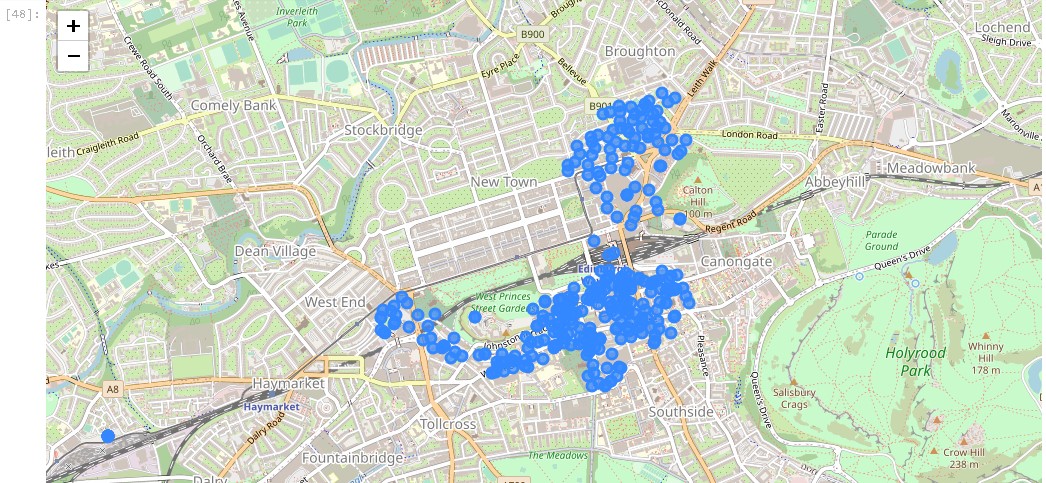 [48]:
+
−
Inverleith
Park
Crewe Road South
B900
Broughton
McDonald Road
Lochend
Sleigh Drive
Eyre Place
Bellevue
Leith Walk
Comely Bank
B901
Easter Road
Marionville
Craigleith Road
leith
Orchard Brae
Stockbridge
London Road
Meadowbank
New Town
Abbeyhill
Calton
Hill
100 m
Regent Road
Parade
Ground
Dean Village
Queen's Drive
Canongate
West End
West Princes
Street Gardens
Johnston
Pleasance
Holyrood
Park
Whinny
Hill
178 m
A8
Haymarket
Haymarket
Queen's Drive
Salisbury
Crags
Dalry Road
Tollcross
Southside
Fountainbridge
The Meadows
Crow Hill
238 m
Dalry